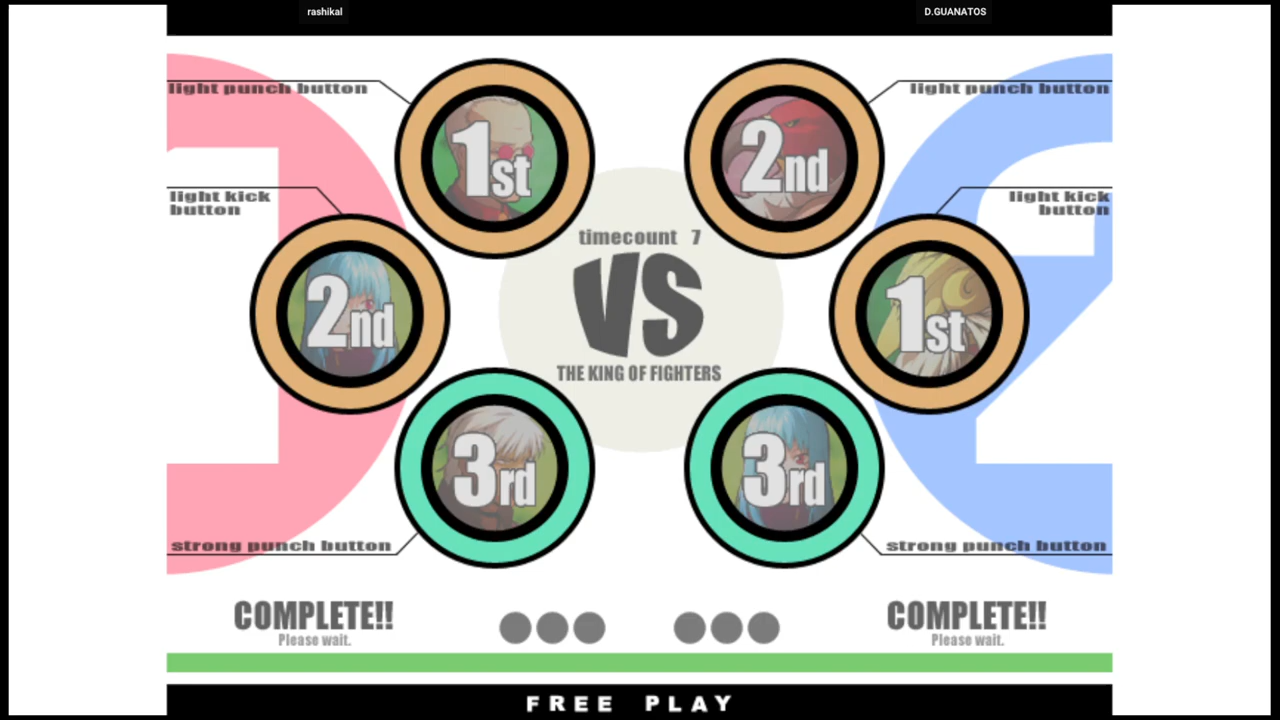 rashikal
D.GUANATOS
light punch button
light punch button
1st
2nd
light kick
button
light kick
button
timecount 7
VS
THE KING OF FIGHTERS
2nd
1st
3rd
3rd
strong punch button
strong punch button
COMPLETE!!
Please wait.
COMPLETE!!
Please wait.
FREE PLAY